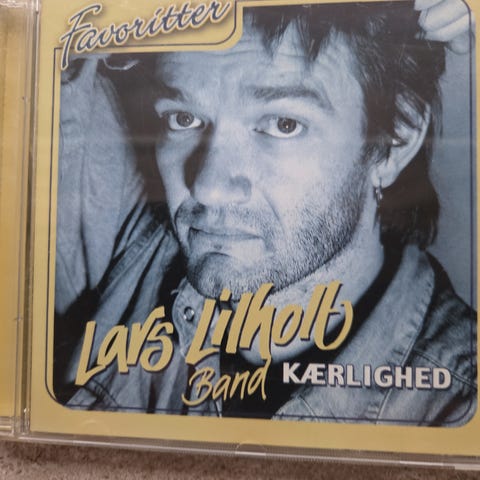 Favoritter
Lars Lilholt
Band KÆRLIGHED